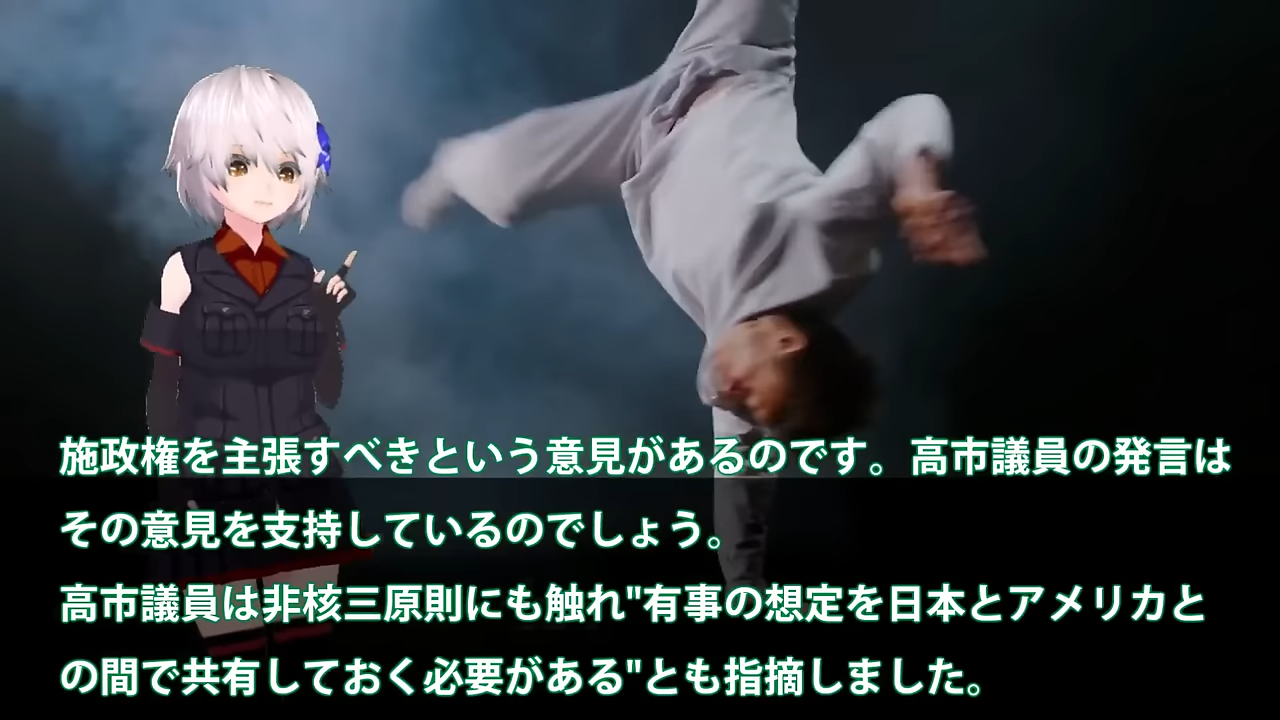 施政権を主張すべきという意見があるのです。高市議員の発言は
その意見を支持しているのでしょう。
高市議員は非核三原則にも触れ"有事の想定を日本とアメリカと
の間で共有しておく必要がある"とも指摘しました。